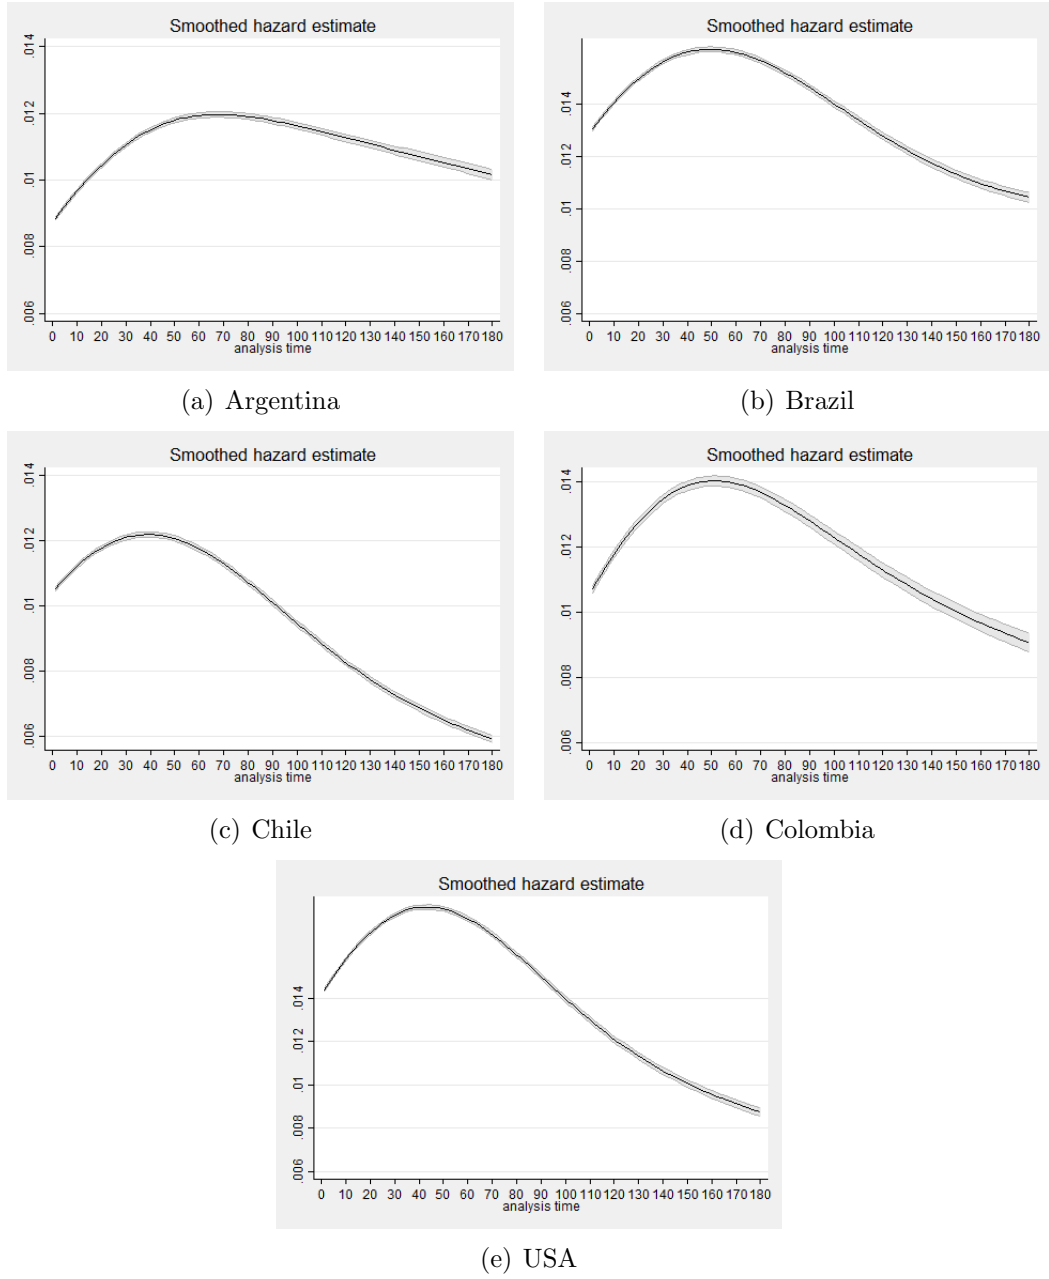 Smoothed hazard estimate
.014
.012
.01
.008
.006
0 10 20 30 40 50 60 70 80 90 100 110 120 130 140 150 160 170 180
analysis time
(a) Argentina
Smoothed hazard estimate
.014
.012
.01
.008
.006
0 10 20 30 40 50 60 70 80 90 100 110 120 130 140 150 160 170 180
analysis time
(b) Brazil
Smoothed hazard estimate
.014
.012
.01
.008
.006
0 10 20 30 40 50 60 70 80 90 100 110 120 130 140 150 160 170 180
analysis time
(c) Chile
Smoothed hazard estimate
.014
.012
.01
.008
.006
0 10 20 30 40 50 60 70 80 90 100 110 120 130 140 150 160 170 180
analysis time
(d) Colombia
Smoothed hazard estimate
.014
.012
.01
.008
.006
0 10 20 30 40 50 60 70 80 90 100 110 120 130 140 150 160 170 180
analysis time
(e) USA